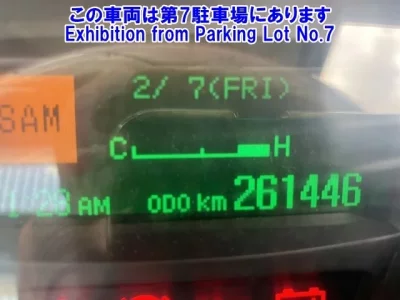 この車両は第7駐車場にあります
Exhibition from Parking Lot No.7
2/ 7(FRI)
SAM
C H
:28 AM ODO km 261446